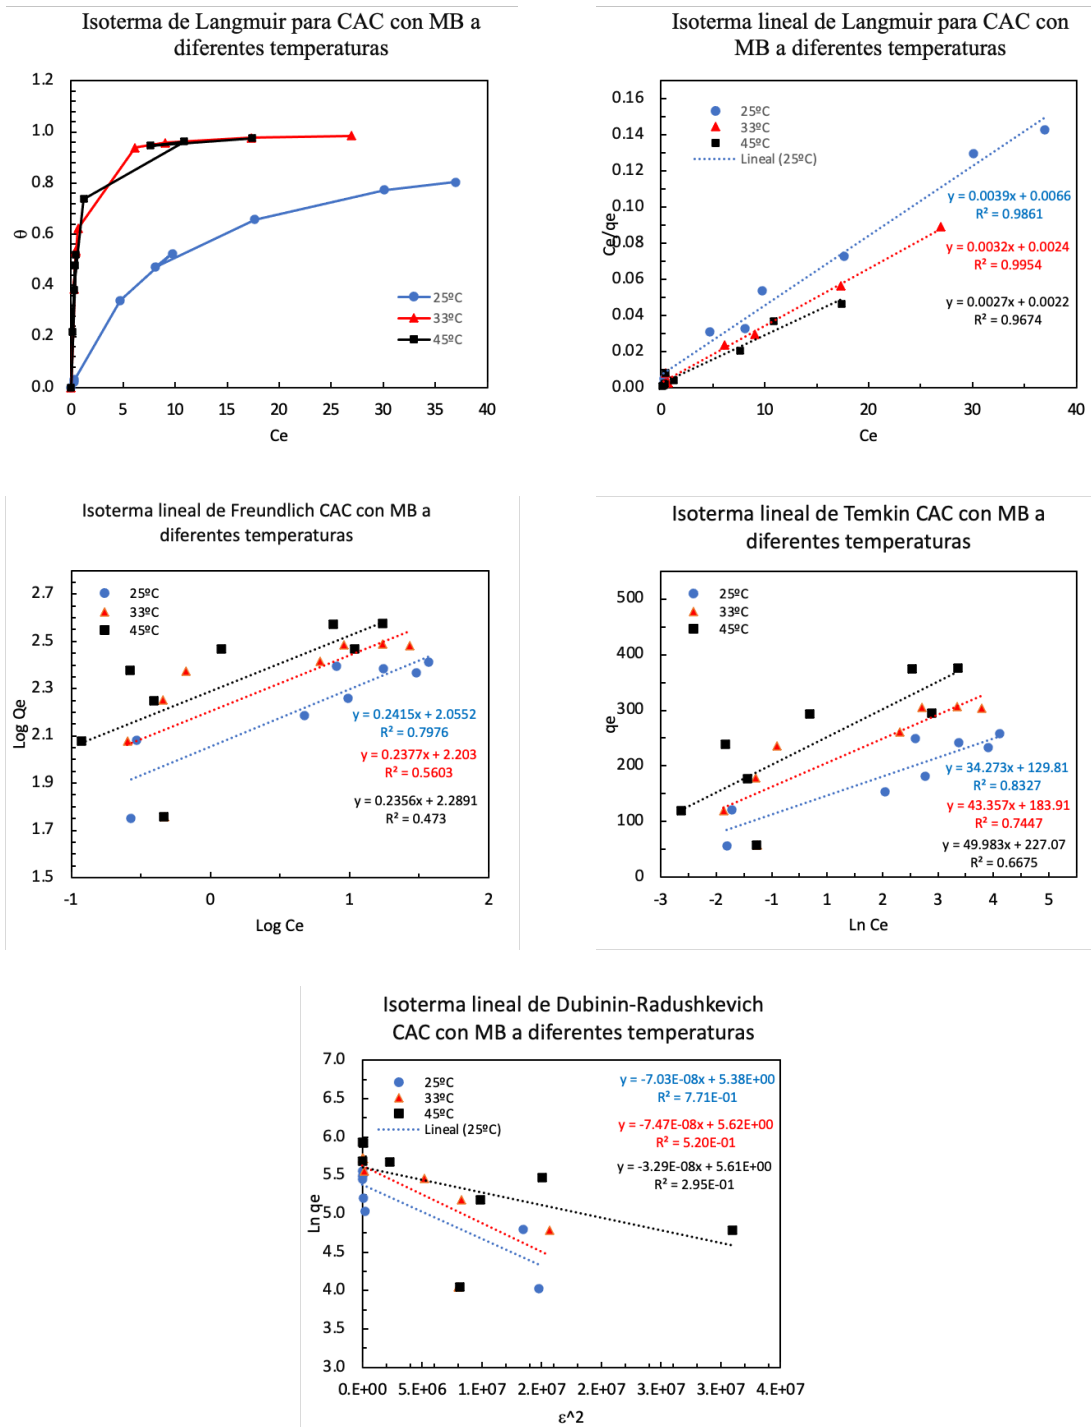 Isoterma de Langmuir para CAC con MB a
diferentes temperaturas
1.2
1.0
0.8
0.6
0.4
0.2
0.0
θ
0 5 10 15 20 25 30 35 40
Ce
25ºC
33ºC
45ºC
Isoterma lineal de Langmuir para CAC con
MB a diferentes temperaturas
0.16
0.14
0.12
0.10
0.08
0.06
0.04
0.02
0.00
Ce/qe
0 10 20 30 40
Ce
25ºC
33ºC
45ºC
Lineal (25ºC)
y = 0.0039x + 0.0066
R² = 0.9861
y = 0.0032x + 0.0024
R² = 0.9954
y = 0.0027x + 0.0022
R² = 0.9674
Isoterma lineal de Freundlich CAC con MB a
diferentes temperaturas
2.7
2.5
2.3
2.1
1.9
1.7
1.5
Log Qe
-1 0 1 2
Log Ce
25ºC
33ºC
45ºC
y = 0.2415x + 2.0552
R² = 0.7976
y = 0.2377x + 2.203
R² = 0.5603
y = 0.2356x + 2.2891
R² = 0.473
Isoterma lineal de Temkin CAC con MB a
diferentes temperaturas
500
400
300
200
100
0
qe
-3 -2 -1 1 2 3 4 5
Ln Ce
25ºC
33ºC
45ºC
y = 34.273x + 129.81
R² = 0.8327
y = 43.357x + 183.91
R² = 0.7447
y = 49.983x + 227.07
R² = 0.6675
Isoterma lineal de Dubinin-Radushkevich
CAC con MB a diferentes temperaturas
7.0
6.5
6.0
5.5
5.0
4.5
4.0
3.5
3.0
Ln qe
0.E+00 5.E+06 1.E+07 2.E+07 2.E+07 3.E+07 3.E+07 4.E+07
ε^2
25ºC
33ºC
45ºC
Lineal (25ºC)
y = -7.03E-08x + 5.38E+00
R² = 7.71E-01
y = -7.47E-08x + 5.62E+00
R² = 5.20E-01
y = -3.29E-08x + 5.61E+00
R² = 2.95E-01